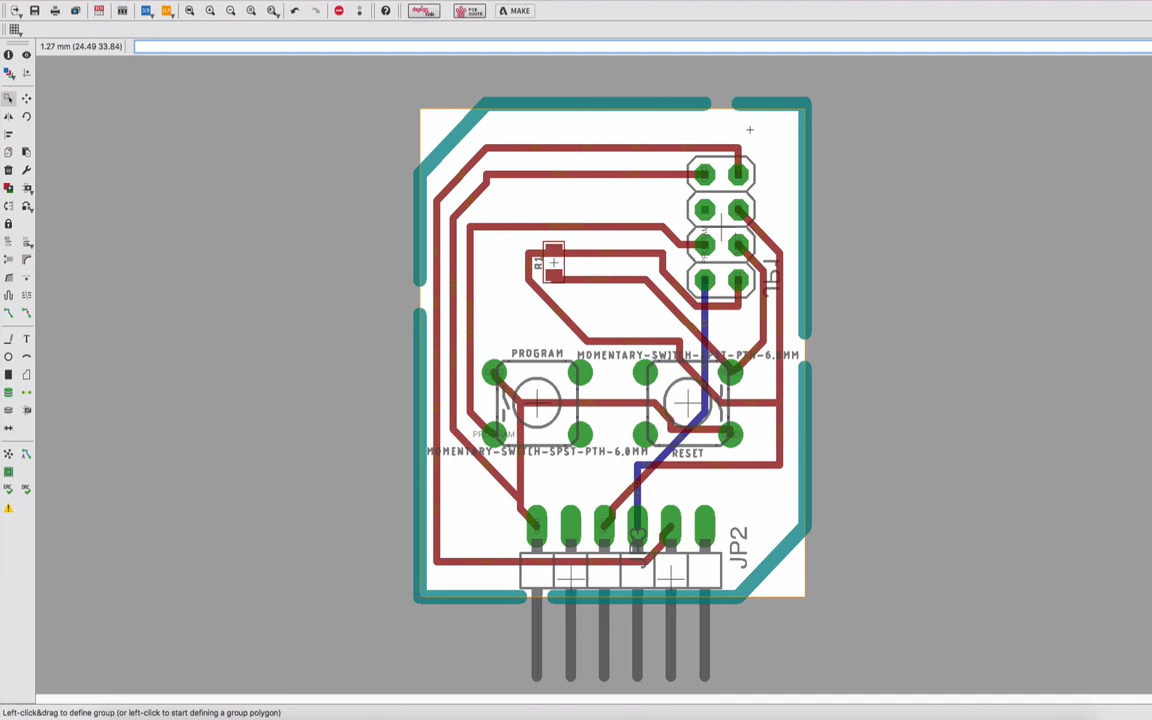 MAKE
1.27 mm (24.49 33.84)
R1
PROGRAM
MOMENTARY-SWITCH-SPST-PTH-6.0MM
PROGRAM
MOMENTARY-SWITCH-SPST-PTH-6.0MM
RESET
JP2
Left-click&drag to define group (or left-click to start defining a group polygon)